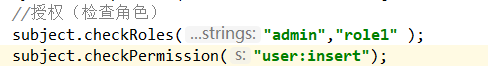 //授权（检查角色）
subject.checkRoles( ...strings: "admin","role1" );
subject.checkPermission( s: "user:insert");